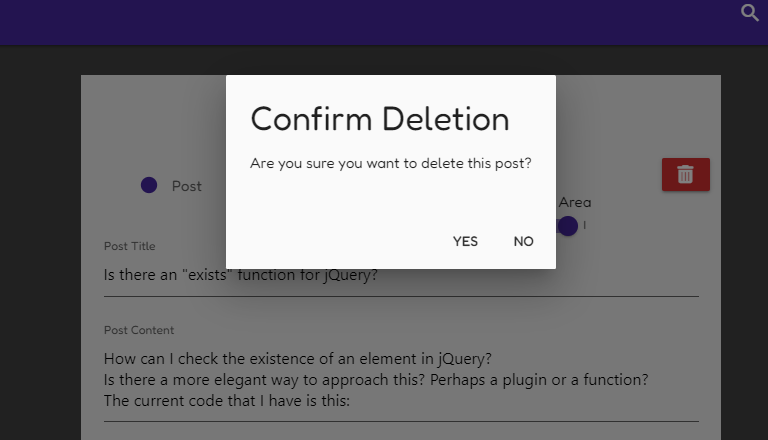 Confirm Deletion
Are you sure you want to delete this post?
YES NO
Post
Area
Post Title
Is there an "exists" function for jQuery?
Post Content
How can I check the existence of an element in jQuery?
Is there a more elegant way to approach this? Perhaps a plugin or a function?
The current code that I have is this: